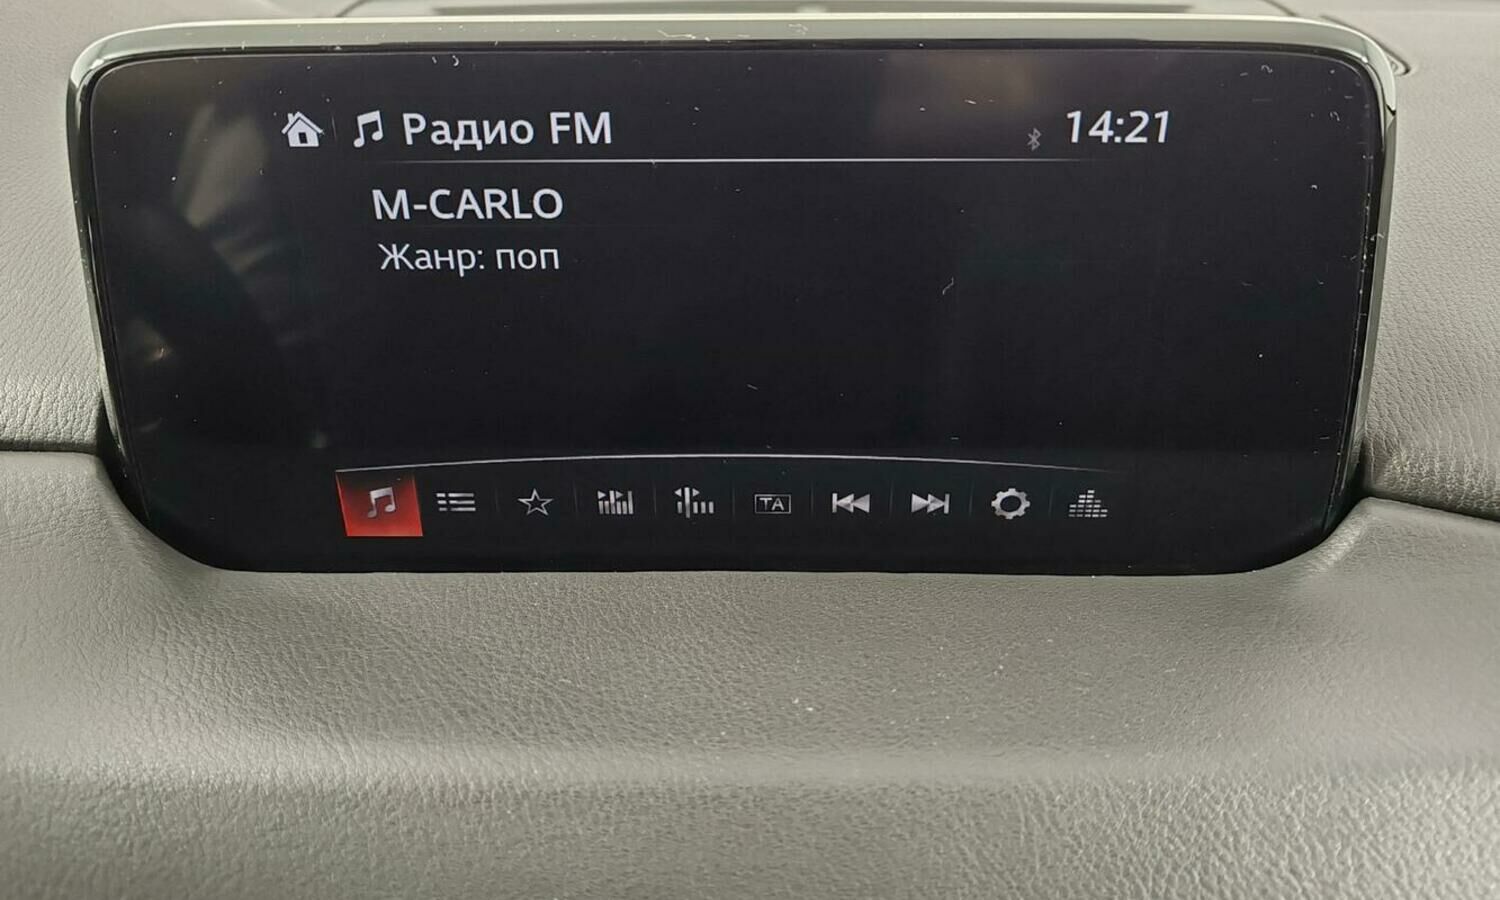 Радио FM 14:21
M-CARLO
Жанр: поп
TA